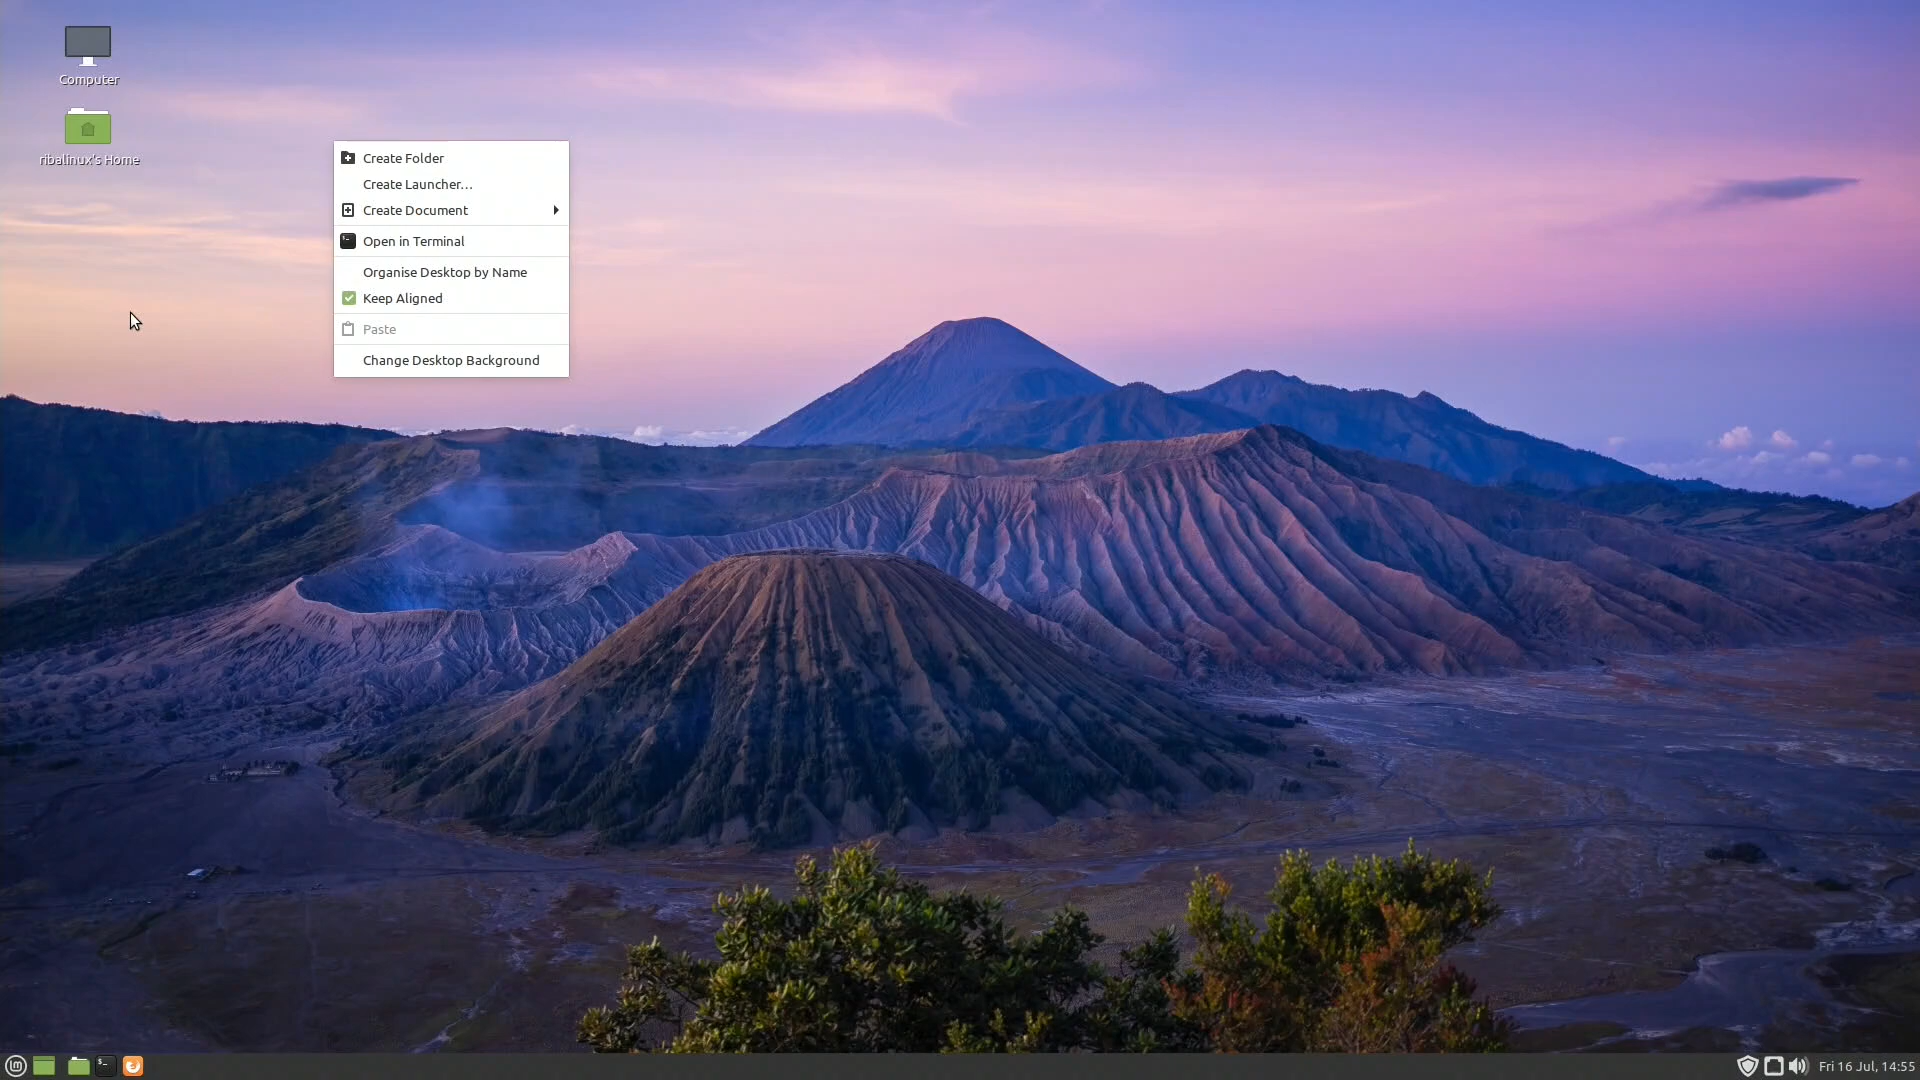 Computer
ribalinux's Home
Create Folder
Create Launcher...
Create Document
Open in Terminal
Organise Desktop by Name
Keep Aligned
Paste
Change Desktop Background
Fri 16 Jul, 14:55